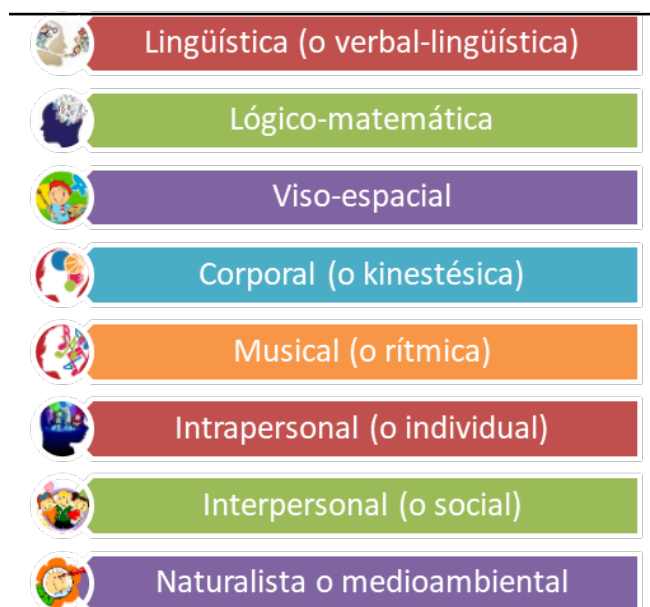 Lingüística (o verbal-lingüística)
Lógico-matemática
Viso-espacial
Corporal (o kinestésica)
Musical (o rítmica)
Intrapersonal (o individual)
Interpersonal (o social)
Naturalista o medioambiental